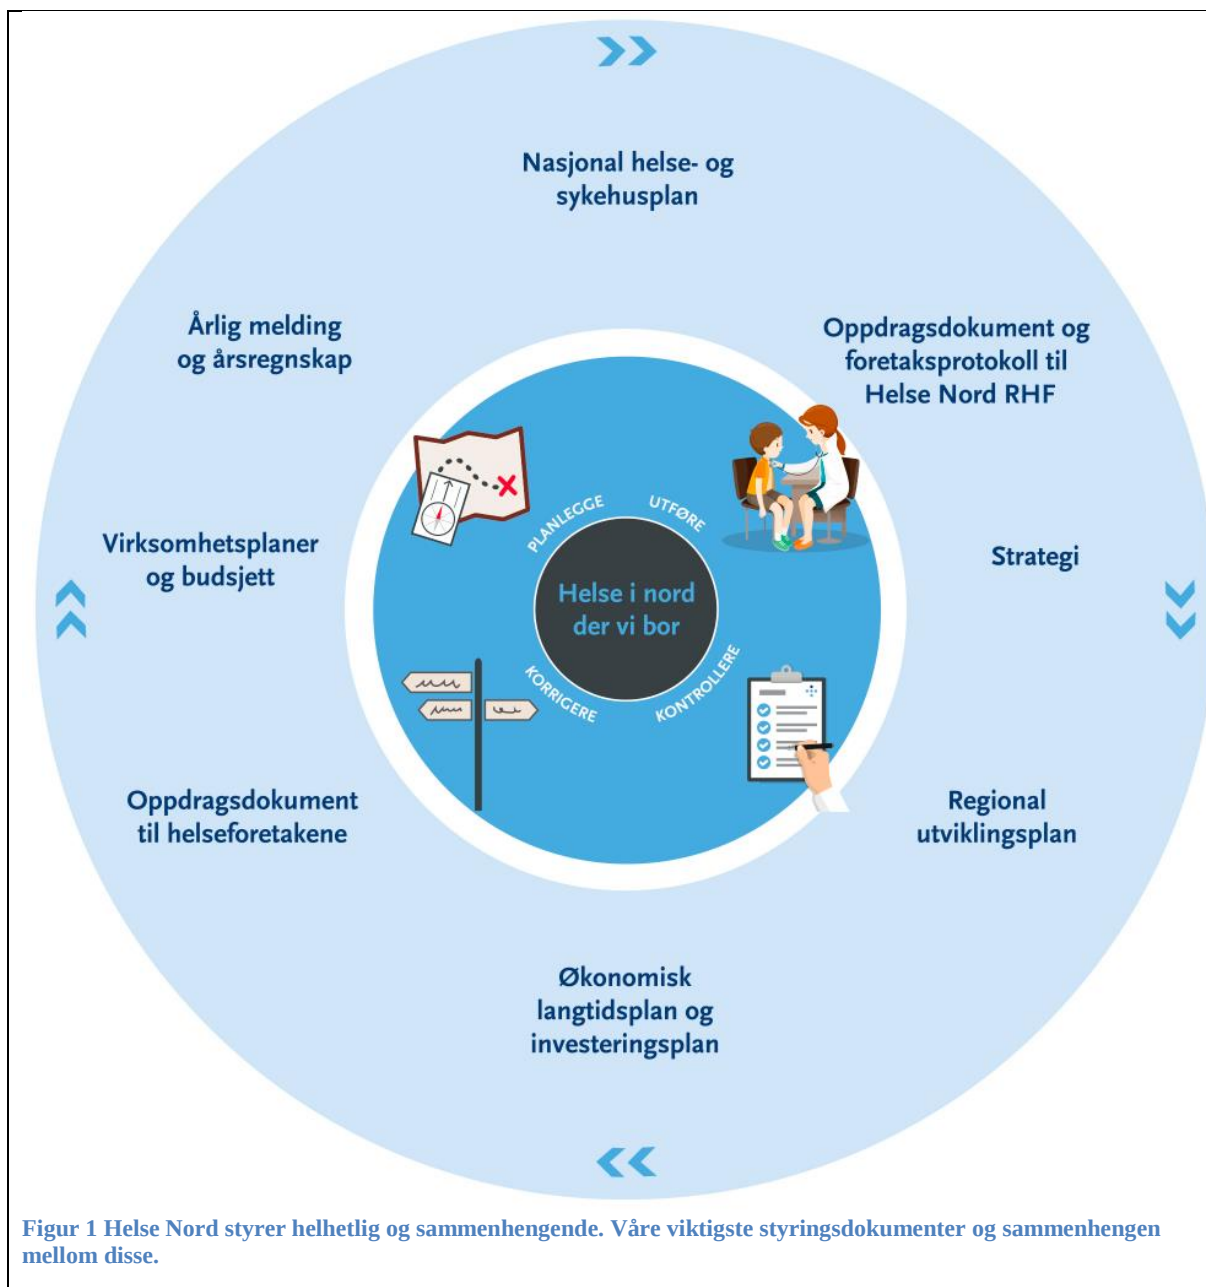 Nasjonal helse- og
sykehusplan
Oppdragsdokument og
foretaksprotokoll til
Helse Nord RHF
Strategi
Regional
utviklingsplan
Økonomisk
langtidsplan og
investeringsplan
Oppdragsdokument
til helseforetakene
Virksomhetsplaner
og budsjett
Årlig melding
og årsregnskap
PLANLEGGE
UTFØRE
KONTROLLERE
KORRIGERE
Helse i nord
der vi bor
Figur 1 Helse Nord styrer helhetlig og sammenhengende. Våre viktigste styringsdokumenter og sammenhengen
mellom disse.